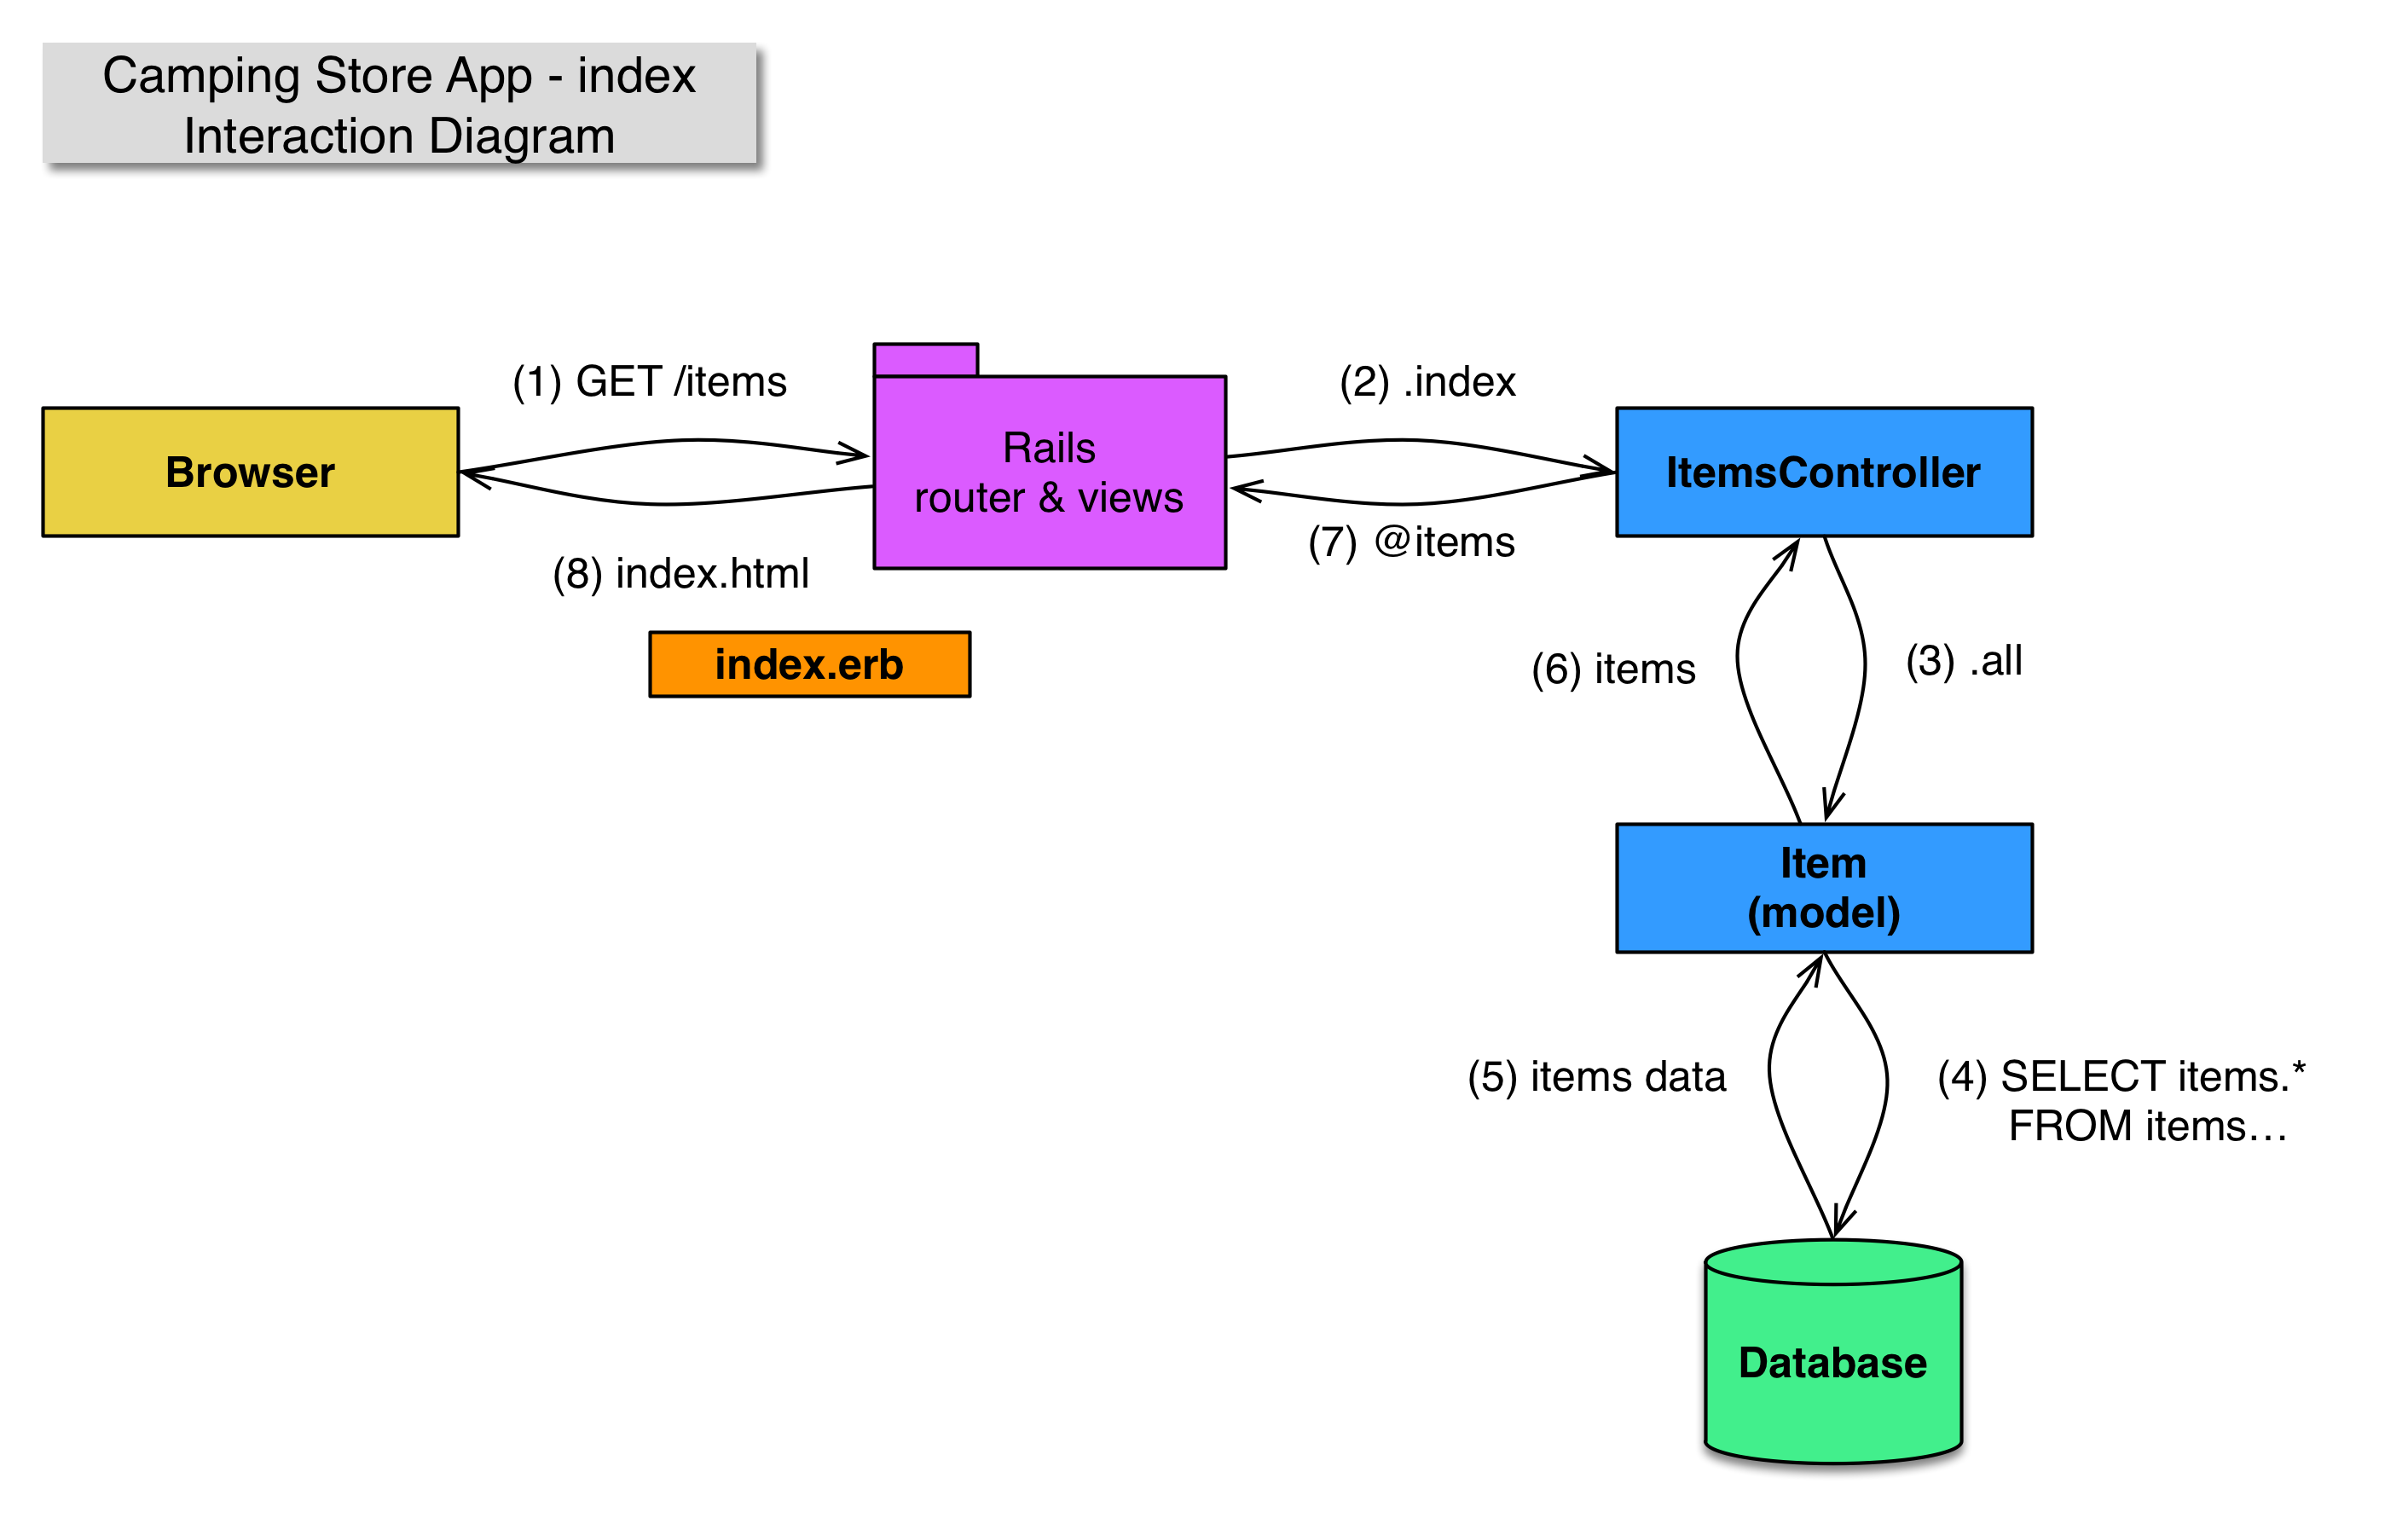 Camping Store App - index
Interaction Diagram
(1) GET /items
(2) .index
Browser
Rails
router & views
ItemsController
(7) @items
(8) index.html
index.erb
(6) items
(3) .all
Item
(model)
(5) items data
(4) SELECT items.*
FROM items…
Database